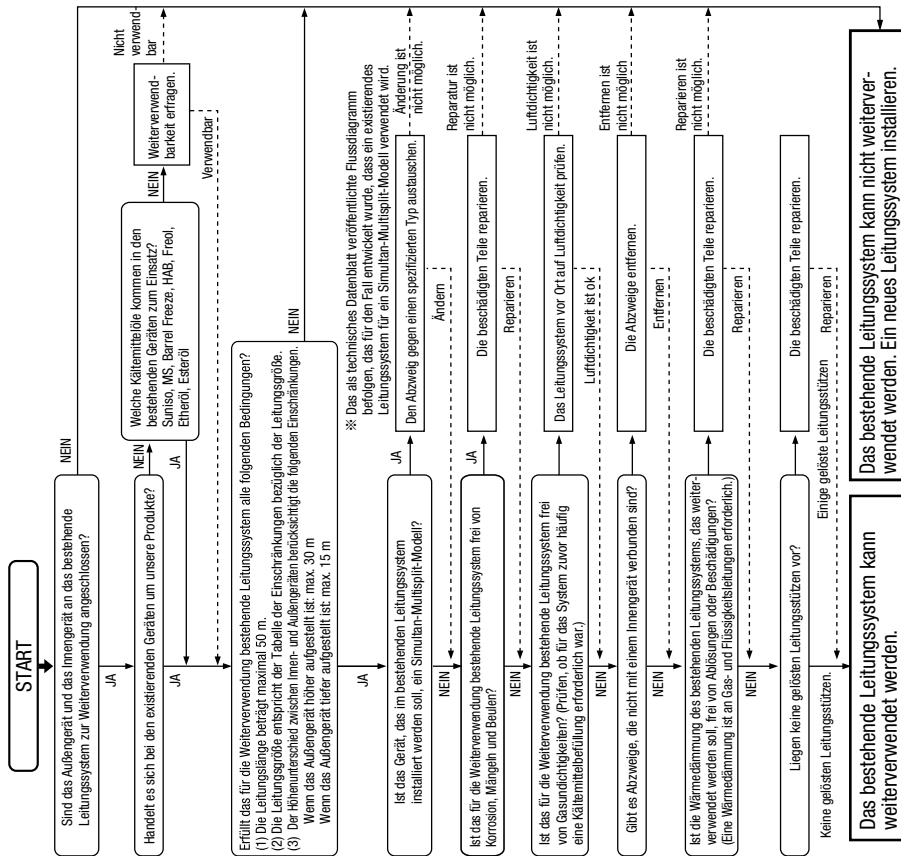 START
Sind das Außengerät und das Innengerät an das bestehende
Leitungssystem zur Weiterverwendung angeschlossen?
NEIN
JA
Handelt es sich bei den existierenden Geräten um unsere Produkte?
NEIN
JA
Welche Kältemittelöle kommen in den
bestehenden Geräten zum Einsatz?
Suniso, MS, Barrel Freeze, HAB, Freol,
Etheröl, Esteröl
NEIN
JA
Weiterverwend-
barkeit erfragen.
Nicht
verwend-
bar
Verwendbar
Erfüllt das für die Weiterverwendung bestehende Leitungssystem alle folgenden Bedingungen?
(1) Die Leitungslänge beträgt maximal 50 m.
(2) Die Leitungsgröße entspricht der Tabelle der Einschränkungen bezüglich der Leitungsgröße.
(3) Der Höhenunterschied zwischen Innen- und Außengeräten berücksichtigt die folgenden Einschränkungen.
Wenn das Außengerät höher aufgestellt ist: max. 30 m
Wenn das Außengerät tiefer aufgestellt ist: max. 15 m
NEIN
JA
※ Das als technisches Datenblatt veröffentlichte Flussdiagramm
befolgen, das für den Fall entwickelt wurde, dass ein existierendes
Leitungssystem für ein Simultan-Multisplit-Modell verwendet wird.
Ist das Gerät, das im bestehenden Leitungssystem
installiert werden soll, ein Simultan-Multisplit-Modell?
JA
Den Abzweig gegen einen spezifizierten Typ austauschen.
Änderung ist
nicht möglich.
NEIN
Ändern
Ist das für die Weiterverwendung bestehende Leitungssystem frei von
Korrosion, Mängeln und Beulen?
JA
Die beschädigten Teile reparieren.
Reparatur ist
nicht möglich.
NEIN
Reparieren
Ist das für die Weiterverwendung bestehende Leitungssystem frei
von Gasundichtigkeiten? (Prüfen, ob für das System zuvor häufig
eine Kältemittelbefüllung erforderlich war.)
Das Leitungssystem vor Ort auf Luftdichtigkeit prüfen.
Luftdichtigkeit ist
nicht möglich.
NEIN
Luftdichtigkeit ist ok
Gibt es Abzweige, die nicht mit einem Innengerät verbunden sind?
Die Abzweige entfernen.
Entfernen ist
nicht möglich
NEIN
Entfernen
Ist die Wärmedämmung des bestehenden Leitungssystems, das weiter-
verwendet werden soll, frei von Ablösungen oder Beschädigungen?
(Eine Wärmedämmung ist an Gas- und Flüssigkeitsleitungen erforderlich.)
Die beschädigten Teile reparieren.
Reparieren ist
nicht möglich.
NEIN
Reparieren
Liegen keine gelösten Leitungsstützen vor?
Die beschädigten Teile reparieren.
Keine gelösten Leitungsstützen.
Einige gelöste Leitungsstützen
Reparieren
Das bestehende Leitungssystem kann
weiterverwendet werden.
Das bestehende Leitungssystem kann nicht weiterver-
wendet werden. Ein neues Leitungssystem installieren.